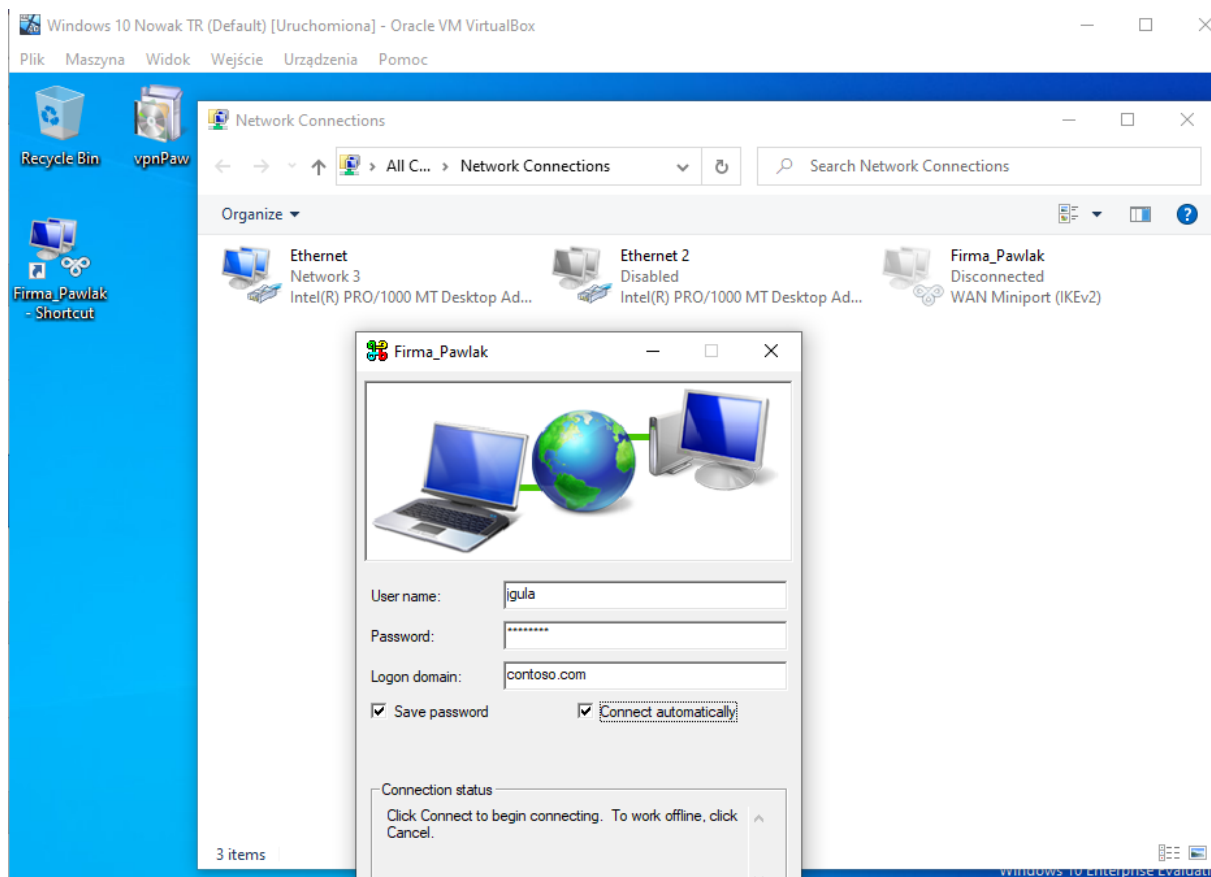 Windows 10 Nowak TR (Default) [Uruchomiona] - Oracle VM VirtualBox
Plik Maszyna Widok Wejście Urządzenia Pomoc
Recycle Bin
vpnPaw
Firma_Pawlak
- Shortcut
Network Connections
All C... › Network Connections
Search Network Connections
Organize
Ethernet
Network 3
Intel(R) PRO/1000 MT Desktop Ad...
Ethernet 2
Disabled
Intel(R) PRO/1000 MT Desktop Ad...
Firma_Pawlak
Disconnected
WAN Miniport (IKEv2)
Firma_Pawlak
User name: jgula
Password: ********
Logon domain: contoso.com
Save password Connect automatically
Connection status
Click Connect to begin connecting. To work offline, click
Cancel.
3 items
Windows 10 Enterprise Evaluati